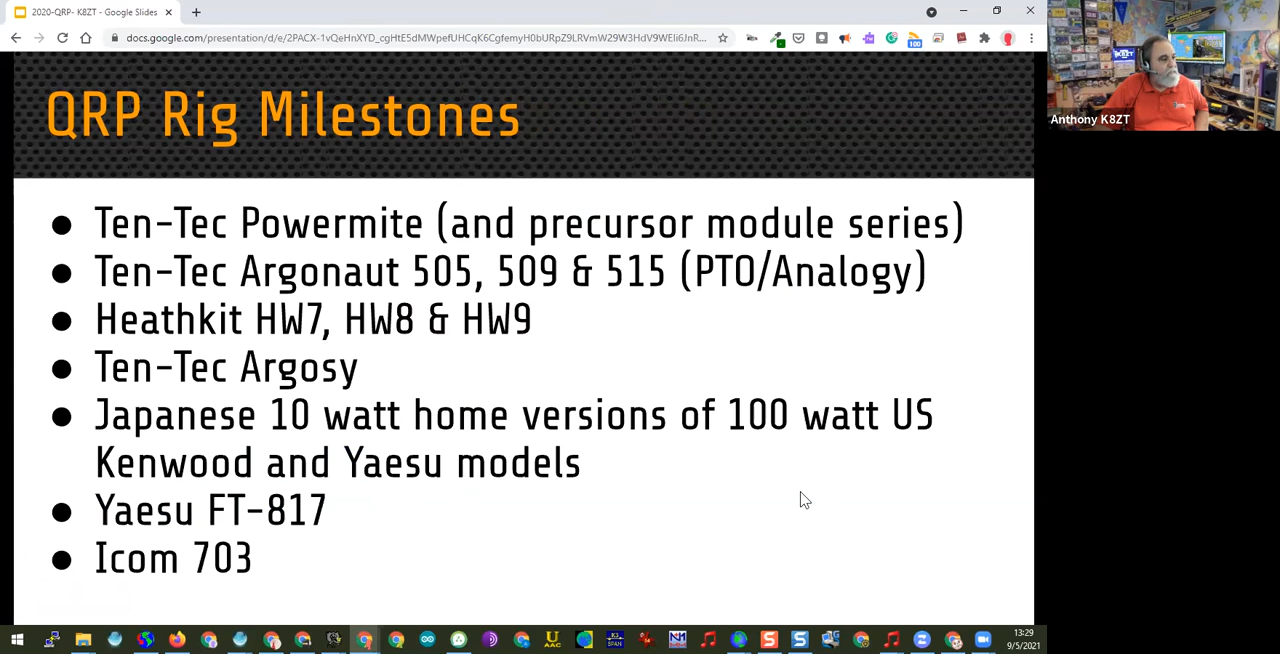 2020-QRP- K8ZT - Google Slides
docs.google.com/presentation/d/e/2PACX-1vQeHnXYD_cgHtE5dMWpefUHCqK6CgfemyH0bURpZ9LRVmW29W3HdV9WEli6JnR...
100
K8ZT
Anthony K8ZT
QRP Rig Milestones
● Ten-Tec Powermite (and precursor module series)
● Ten-Tec Argonaut 505, 509 & 515 (PTO/Analogy)
● Heathkit HW7, HW8 & HW9
● Ten-Tec Argosy
● Japanese 10 watt home versions of 100 watt US
Kenwood and Yaesu models
● Yaesu FT-817
● Icom 703
13:29
9/5/2021